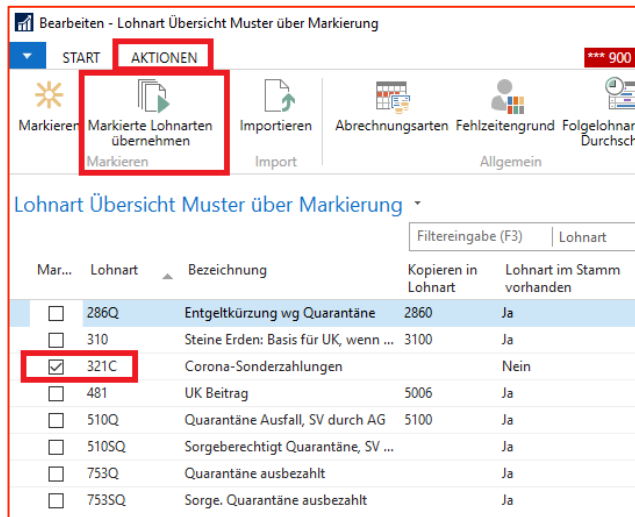 Bearbeiten - Lohnart Übersicht Muster über Markierung
START AKTIONEN *** 900
Markieren Markierte Lohnarten übernehmen Importieren Abrechnungsarten Fehlzeitengrund Folgelohnar Durchsch
Markieren Import Allgemein
Lohnart Übersicht Muster über Markierung
Filtereingabe (F3) Lohnart
Mar... Lohnart Bezeichnung Kopieren in Lohnart Lohnart im Stamm vorhanden
286Q Entgeltkürzung wg Quarantäne 2860 Ja
310 Steine Erden: Basis für UK, wenn ... 3100 Ja
321C Corona-Sonderzahlungen Nein
481 UK Beitrag 5006 Ja
510Q Quarantäne Ausfall, SV durch AG 5100 Ja
510SQ Sorgeberechtigt Quarantäne, SV ... Ja
753Q Quarantäne ausbezahlt Ja
753SQ Sorge. Quarantäne ausbezahlt Ja